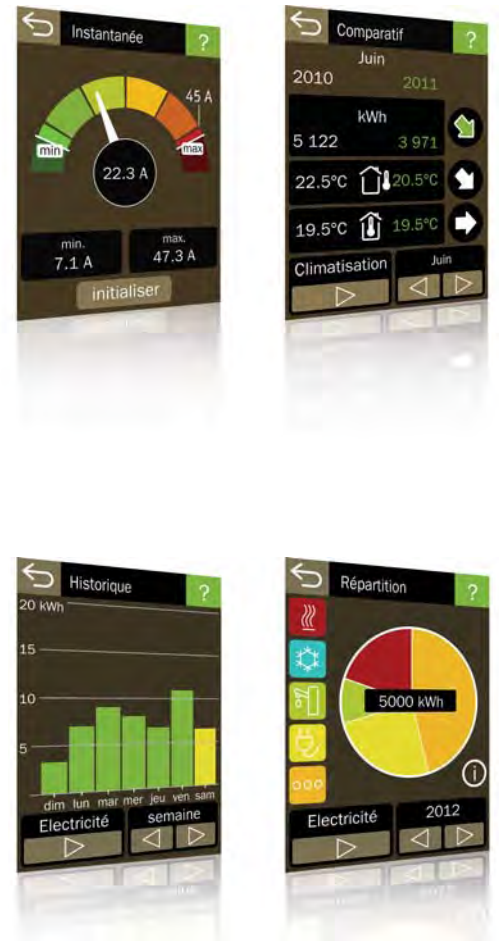 Instantanée
?
45 A
min
max
22.3 A
min.
max.
7.1 A
47.3 A
initialiser
Comparatif
?
Juin
2010
2011
kWh
5 122
3 971
22.5°C
20.5°C
19.5°C
19.5°C
Climatisation
Juin
Historique
?
20 kWh
15
10
5
dim lun mar mer jeu ven sam
Electricité
semaine
Répartition
5000 kWh
i
Electricité
2012